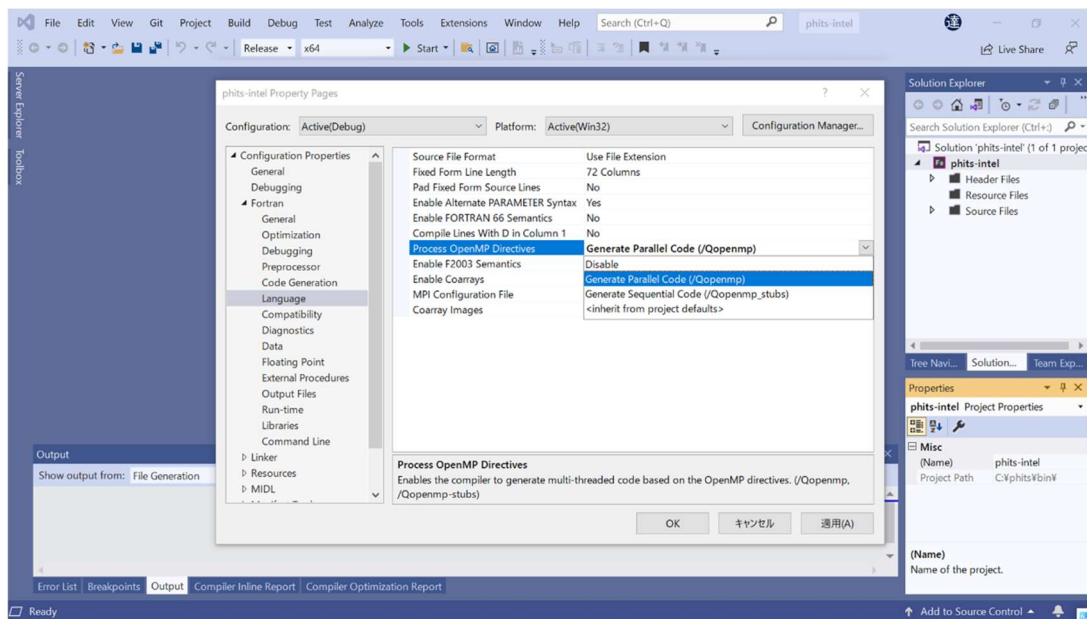 File Edit View Git Project Build Debug Test Analyze Tools Extensions Window Help Search (Ctrl+Q) phits-intel 達
Release x64 Start Live Share
Server Explorer
Toolbox
phits-intel Property Pages ? ×
Configuration: Active(Debug) Platform: Active(Win32) Configuration Manager...
Configuration Properties
General
Debugging
Fortran
General
Optimization
Debugging
Preprocessor
Code Generation
Language
Compatibility
Diagnostics
Data
Floating Point
External Procedures
Output Files
Run-time
Libraries
Command Line
Linker
Resources
MIDL
Source File Format Use File Extension
Fixed Form Line Length 72 Columns
Pad Fixed Form Source Lines No
Enable Alternate PARAMETER Syntax Yes
Enable FORTRAN 66 Semantics No
Compile Lines With D in Column 1 No
Process OpenMP Directives Generate Parallel Code (/Qopenmp)
Enable F2003 Semantics
Enable Coarrays
MPI Configuration File
Coarray Images
Disable
Generate Parallel Code (/Qopenmp)
Generate Sequential Code (/Qopenmp_stubs)
<inherit from project defaults>
Process OpenMP Directives
Enables the compiler to generate multi-threaded code based on the OpenMP directives. (/Qopenmp,
/Qopenmp-stubs)
OK キャンセル 適用(A)
Solution Explorer
Search Solution Explorer (Ctrl+:)
Solution 'phits-intel' (1 of 1 projec
phits-intel
Header Files
Resource Files
Source Files
Tree Navi... Solution... Team Exp...
Properties
phits-intel Project Properties
Misc
(Name) phits-intel
Project Path C:¥phits¥bin¥
(Name)
Name of the project.
Output
Show output from: File Generation
Error List Breakpoints Output Compiler Inline Report Compiler Optimization Report
Ready Add to Source Control